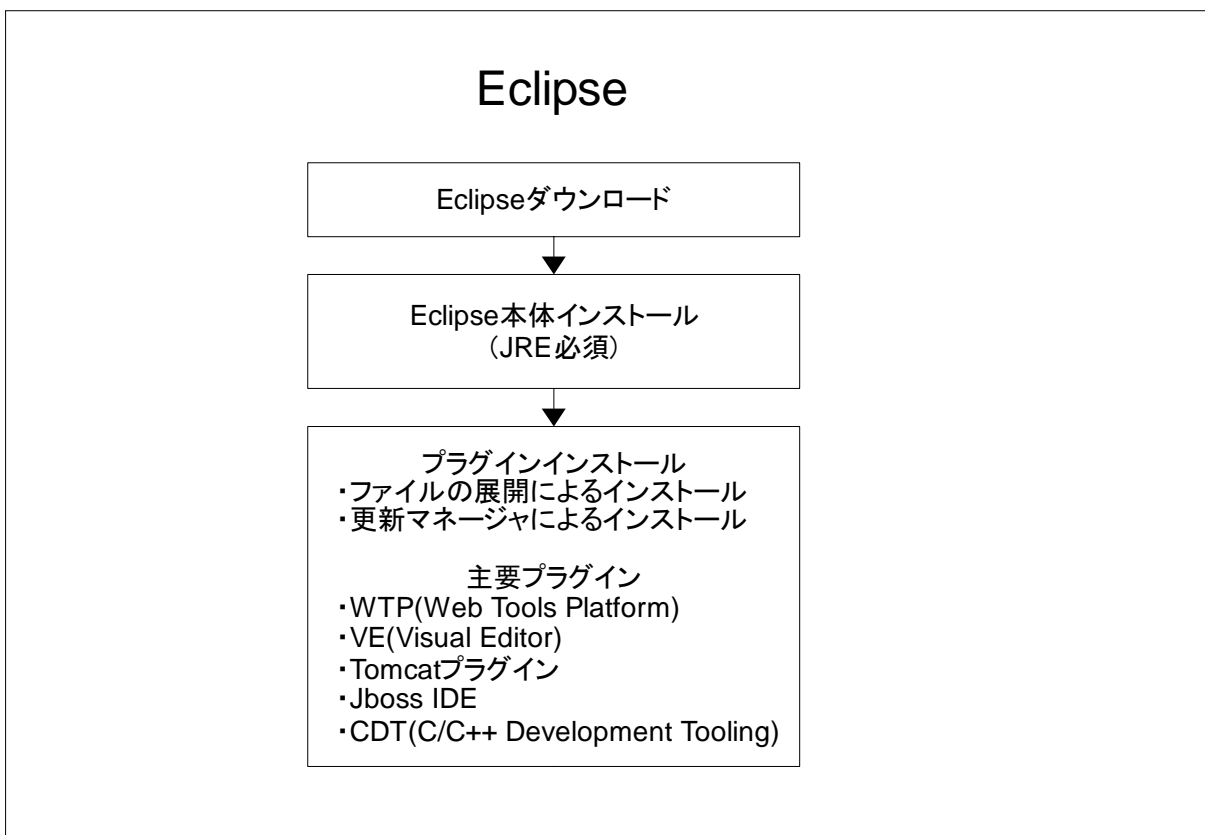 Eclipse
Eclipseダウンロード
Eclipse本体インストール
（JRE必須）
プラグインインストール
・ファイルの展開によるインストール
・更新マネージャによるインストール
主要プラグイン
・WTP(Web Tools Platform)
・VE(Visual Editor)
・Tomcatプラグイン
・Jboss IDE
・CDT(C/C++ Development Tooling)